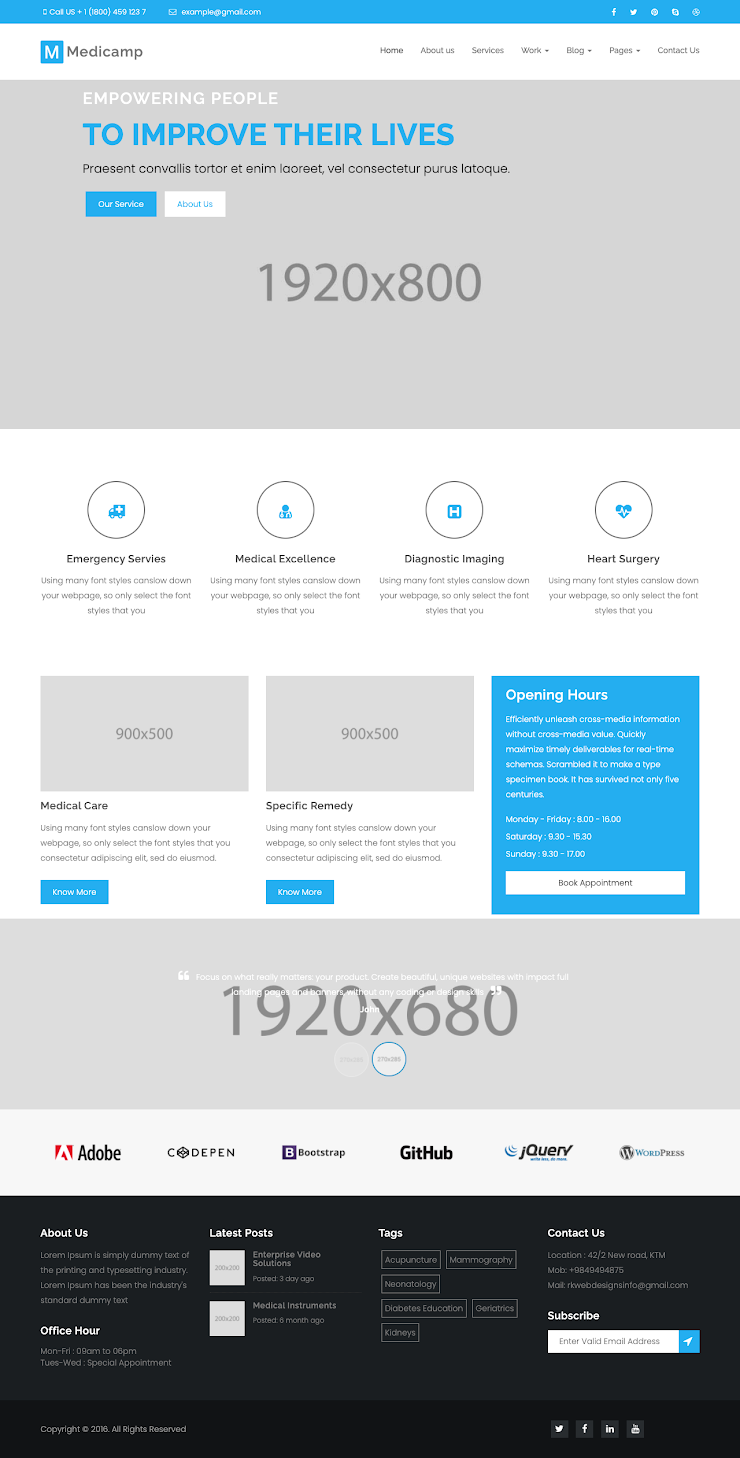 Call US + 1 (1800) 459 123 7
example@gmail.com
M Medicamp
Home
About us
Services
Work
Blog
Pages
Contact Us
EMPOWERING PEOPLE
TO IMPROVE THEIR LIVES
Praesent convallis tortor et enim laoreet, vel consectetur purus latoque.
Our Service
About Us
1920x800
Emergency Servies
Using many font styles canslow down
your webpage, so only select the font
styles that you
Medical Excellence
Using many font styles canslow down
your webpage, so only select the font
styles that you
Diagnostic Imaging
Using many font styles canslow down
your webpage, so only select the font
styles that you
Heart Surgery
Using many font styles canslow down
your webpage, so only select the font
styles that you
900x500
Medical Care
Using many font styles canslow down your
webpage, so only select the font styles that you
consectetur adipiscing elit, sed do eiusmod.
Know More
900x500
Specific Remedy
Using many font styles canslow down your
webpage, so only select the font styles that you
consectetur adipiscing elit, sed do eiusmod.
Know More
Opening Hours
Efficiently unleash cross-media information
without cross-media value. Quickly
maximize timely deliverables for real-time
schemas. Scrambled it to make a type
specimen book. It has survived not only five
centuries.
Monday - Friday : 8.00 - 16.00
Saturday : 9.30 - 15.30
Sunday : 9.30 - 17.00
Book Appointment
❝ Focus on what really matters: your product. Create beautiful, unique websites with impact full
landing pages and banners, without any coding or design skills ❞
1920x680
John
270x285
270x285
Adobe
CODEPEN
B Bootstrap
GitHub
jQuery
write less, do more.
WORDPRESS
About Us
Lorem Ipsum is simply dummy text of
the printing and typesetting industry.
Lorem Ipsum has been the industry's
standard dummy text
Office Hour
Mon-Fri : 09am to 06pm
Tues-Wed : Special Appointment
Latest Posts
200x200
Enterprise Video
Solutions
Posted: 3 day ago
200x200
Medical Instruments
Posted: 6 month ago
Tags
Acupuncture
Mammography
Neonatology
Diabetes Education
Geriatrics
Kidneys
Contact Us
Location : 42/2 New road, KTM
Mob: +9849494875
Mail: rkwebdesignsinfo@gmail.com
Subscribe
Enter Valid Email Address
Copyright © 2016. All Rights Reserved